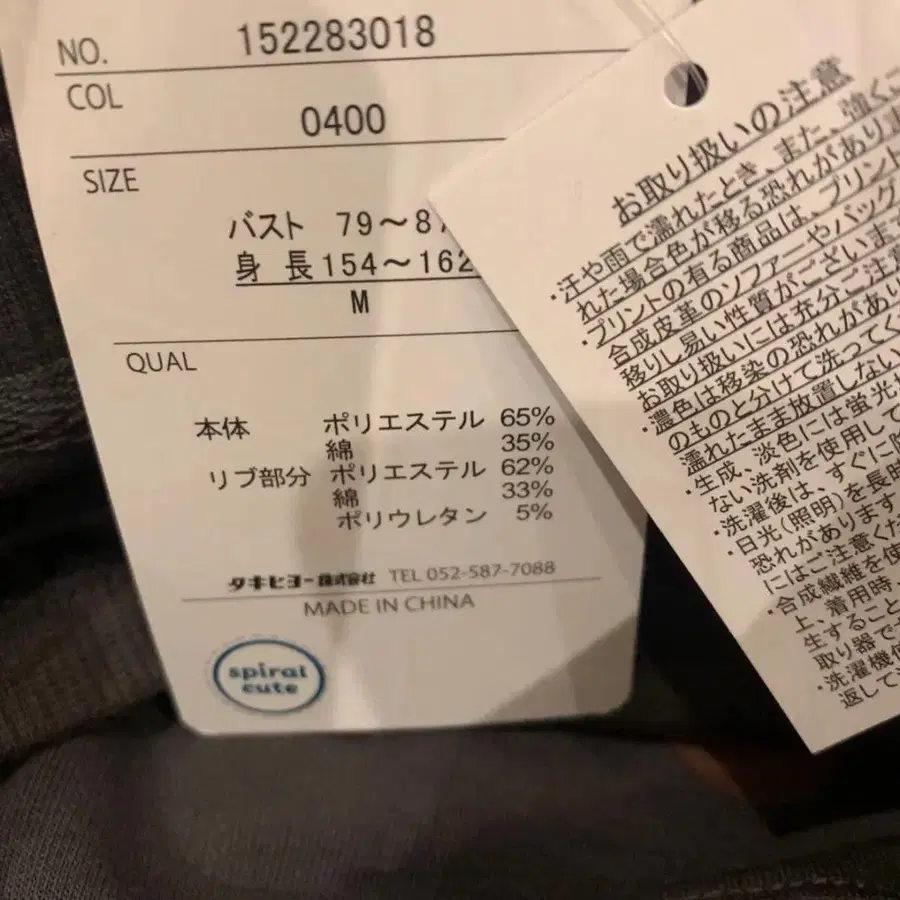 NO. 152283018
COL
0400
SIZE
バスト 79～87
身長154～162
M
QUAL
本体 ポリエステル 65%
綿 35%
リブ部分 ポリエステル 62%
綿 33%
ポリウレタン 5%
タキヒヨー株式会社 TEL 052-587-7088
MADE IN CHINA
spiral
cute
お取り扱いの注意
・汗や雨で濡れたとき、また、強くこ
れた場合色が移る恐れがありま
・プリントの有る商品は、プリント
合成皮革のソファーやバッグ
移りし易い性質がございます
お取り扱いには充分ご注意
・濃色は移染の恐れがあり
のものと分けて洗ってく
濡れたまま放置しない
・生成、淡色には蛍光
ない洗剤を使用して
・洗濯後は、すぐに陰
・日光(照明)を長時
恐れがあります
にはご注意くだ
・合成繊維を使
上、着用時、
生すること
取り器で
・洗濯機
返して